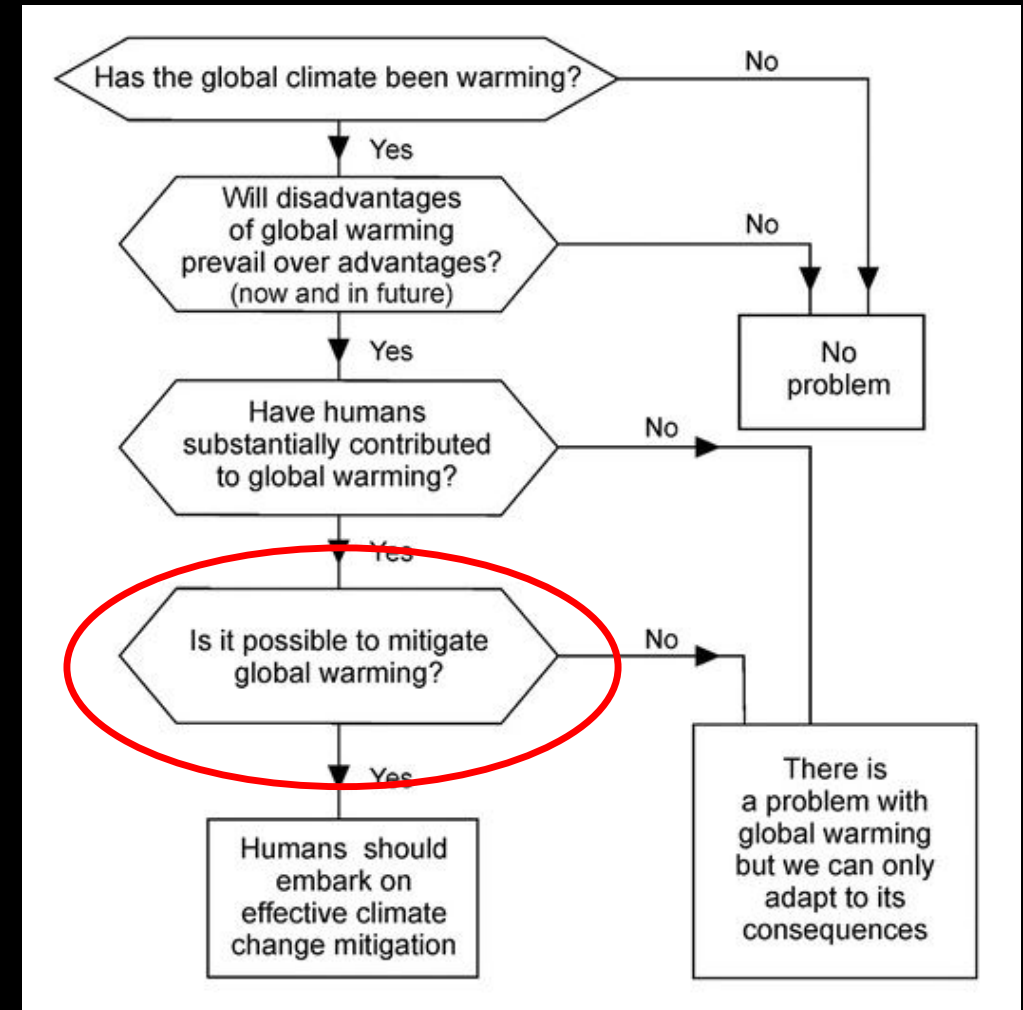 Has the global climate been warming?
No
Yes
Will disadvantages
of global warming
prevail over advantages?
(now and in future)
No
Yes
No
problem
Have humans
substantially contributed
to global warming?
No
Yes
Is it possible to mitigate
global warming?
No
Yes
Humans should
embark on
effective climate
change mitigation
There is
a problem with
global warming
but we can only
adapt to its
consequences